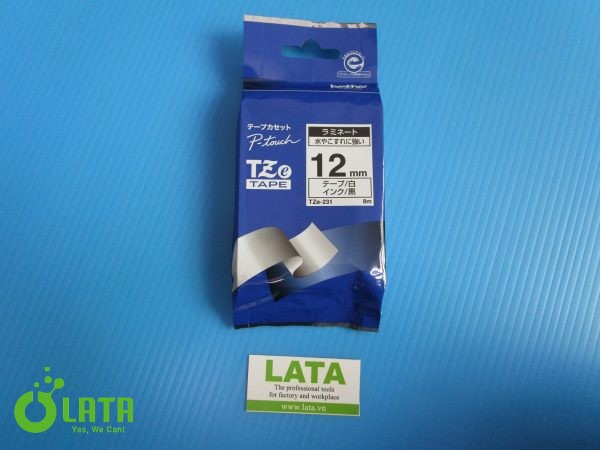 brother
テープカセット
P-touch
TZe
TAPE
ラミネート
水やこすれに強い
12mm
テープ/白
インク/黒
TZe-231 8m
LATA
The professional tools
for factory and workplace
www.lata.vn
LATA
Yes, We Can!